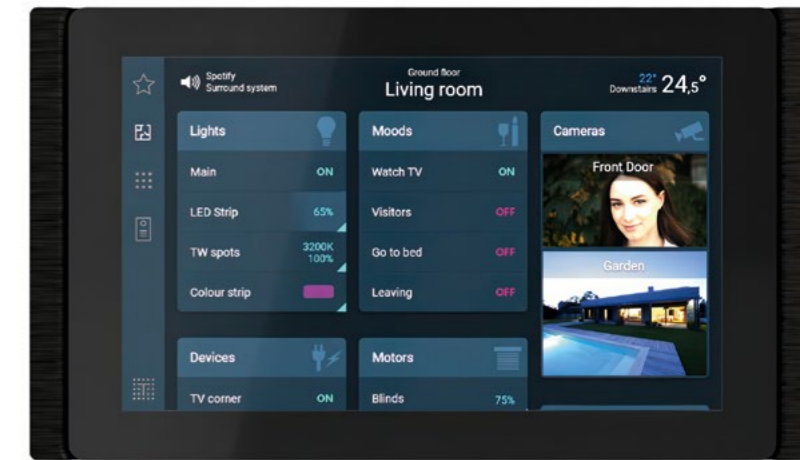 Spotify
Surround system
Ground floor
Living room
22°
Downstairs 24,5°
Lights
Main ON
LED Strip 65%
TW spots 3200K
100%
Colour strip
Moods
Watch TV ON
Visitors OFF
Go to bed OFF
Leaving OFF
Cameras
Front Door
Garden
Devices
TV corner ON
Motors
Blinds 75%